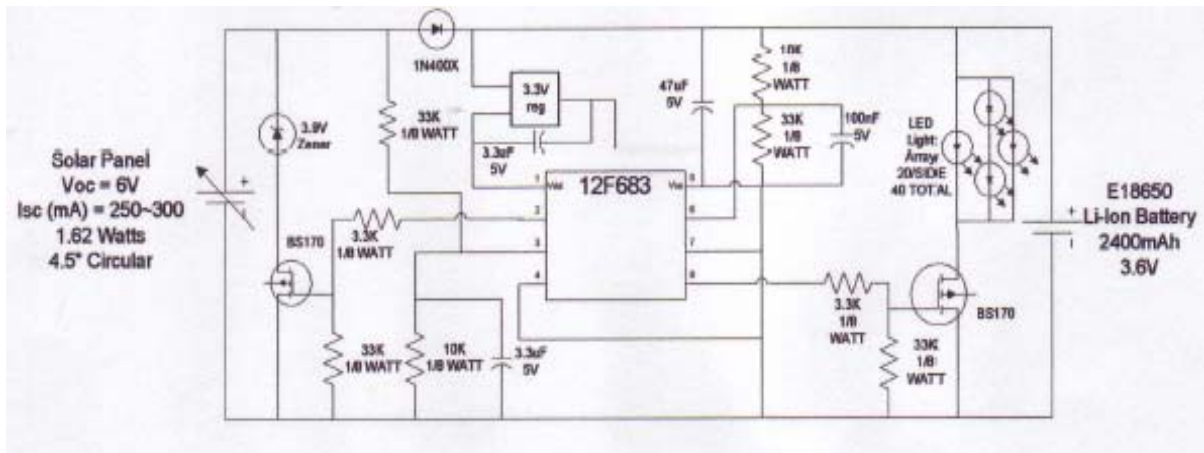 1N400X
3.3V
reg
33K
1/8 WATT
3.9V
Zenar
3.3uF
5V
47uF
5V
1/8
WATT
33K
1/8
WATT
100nF
5V
LED
Light:
Array:
20/SIDE
40 TOTAL
Solar Panel
Voc = 6V
Isc (mA) = 250~300
1.62 Watts
4.5" Circular
E18650
Li-Ion Battery
2400mAh
3.6V
12F683
1
2
3
4
5
6
7
8
BS170
3.3K
1/8 WATT
33K
1/8 WATT
10K
1/8 WATT
3.3uF
5V
3.3K
1/8
WATT
33K
1/8
WATT
BS170